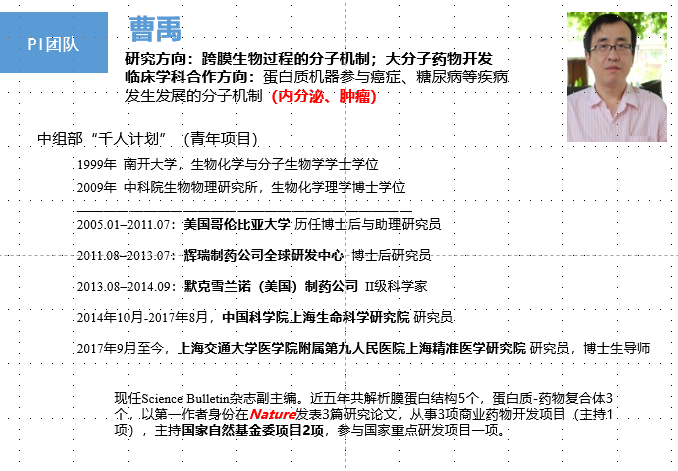 PI团队
曹禹
研究方向：跨膜生物过程的分子机制；大分子药物开发
临床学科合作方向：蛋白质机器参与癌症、糖尿病等疾病
发生发展的分子机制（内分泌、肿瘤）
中组部“千人计划”（青年项目）
1999年 南开大学，生物化学与分子生物学学士学位
2009年 中科院生物物理研究所，生物化学理学博士学位
2005.01–2011.07：美国哥伦比亚大学 历任博士后与助理研究员
2011.08–2013.07：辉瑞制药公司全球研发中心 博士后研究员
2013.08–2014.09：默克雪兰诺（美国）制药公司 II级科学家
2014年10月-2017年8月，中国科学院上海生命科学研究院 研究员
2017年9月至今，上海交通大学医学院附属第九人民医院上海精准医学研究院 研究员，博士生导师
现任Science Bulletin杂志副主编。近五年共解析膜蛋白结构5个，蛋白质-药物复合体3
个，以第一作者身份在Nature发表3篇研究论文，从事3项商业药物开发项目（主持1
项），主持国家自然基金委项目2项，参与国家重点研发项目一项。